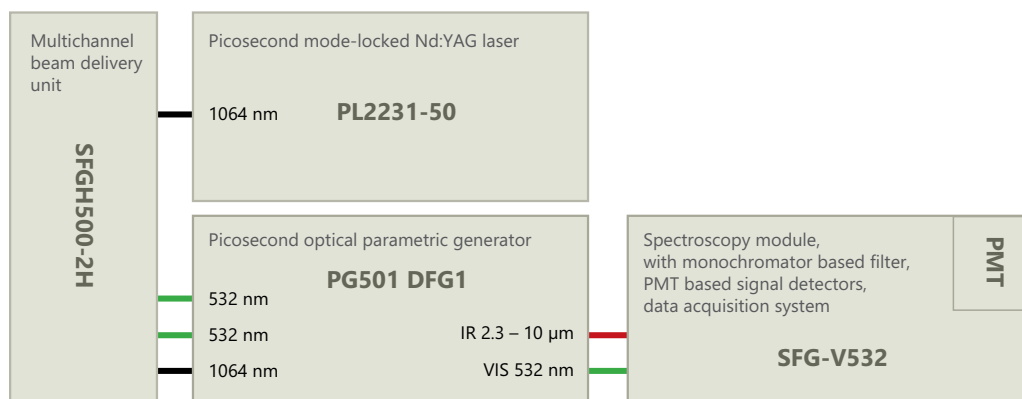 Multichannel
beam delivery
unit
SFGH500-2H
Picosecond mode-locked Nd:YAG laser
1064 nm
PL2231-50
Picosecond optical parametric generator
PG501 DFG1
532 nm
532 nm
1064 nm
IR 2.3 – 10 µm
VIS 532 nm
Spectroscopy module,
with monochromator based filter,
PMT based signal detectors,
data acquisition system
PMT
SFG-V532